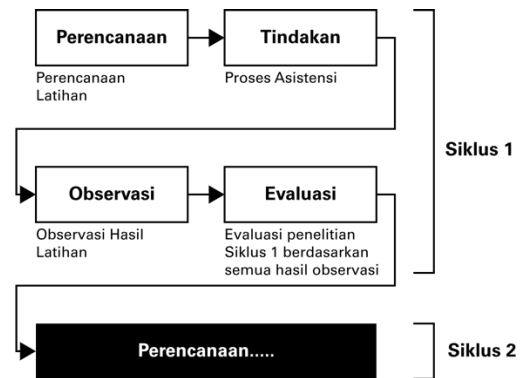 Perencanaan
Tindakan
Perencanaan
Latihan
Proses Asistensi
Siklus 1
Observasi
Evaluasi
Observasi Hasil
Latihan
Evaluasi penelitian
Siklus 1 berdasarkan
semua hasil observasi
Perencanaan.....
Siklus 2